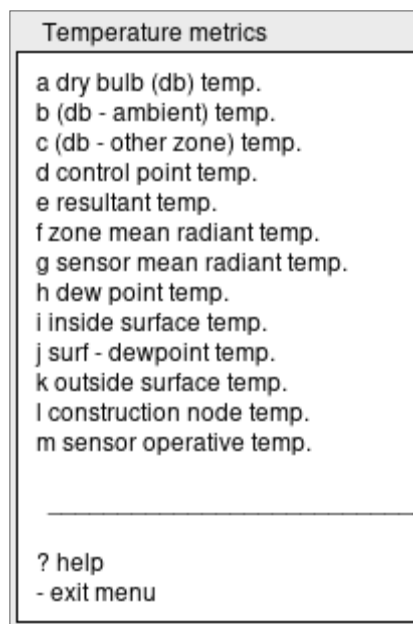 Temperature metrics
a dry bulb (db) temp.
b (db - ambient) temp.
c (db - other zone) temp.
d control point temp.
e resultant temp.
f zone mean radiant temp.
g sensor mean radiant temp.
h dew point temp.
i inside surface temp.
j surf - dewpoint temp.
k outside surface temp.
l construction node temp.
m sensor operative temp.
? help
- exit menu